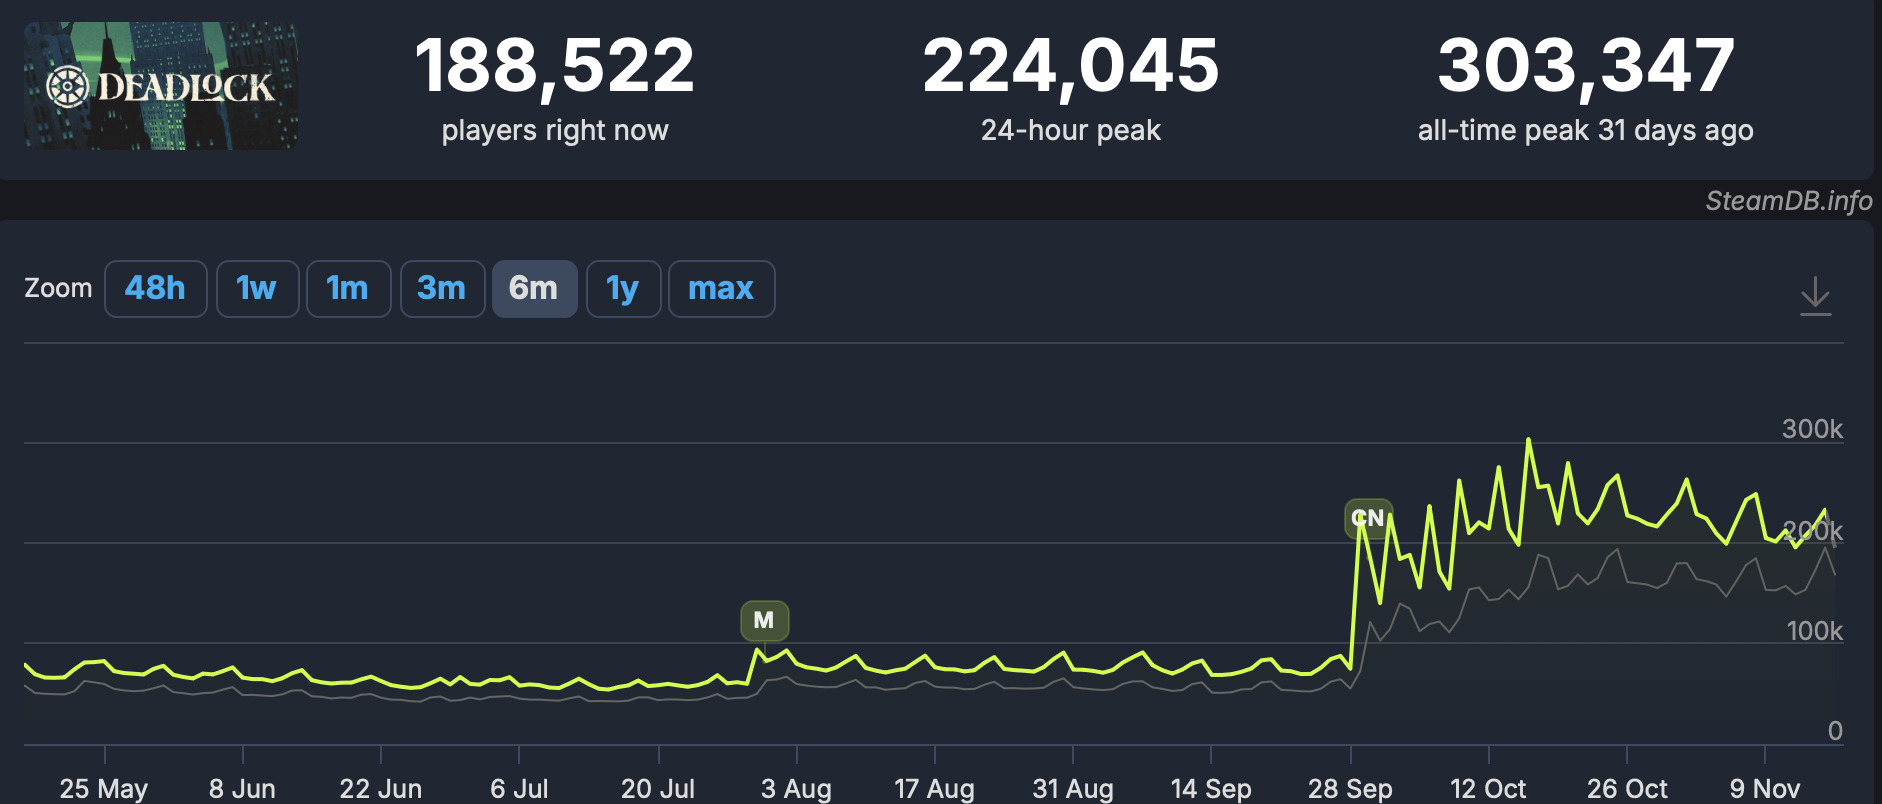 DEADLOCK
188,522
players right now
224,045
24-hour peak
303,347
all-time peak 31 days ago
SteamDB.info
Zoom 48h 1w 1m 3m 6m 1y max
300k
CN
200k
M
100k
0
25 May 8 Jun 22 Jun 6 Jul 20 Jul 3 Aug 17 Aug 31 Aug 14 Sep 28 Sep 12 Oct 26 Oct 9 Nov